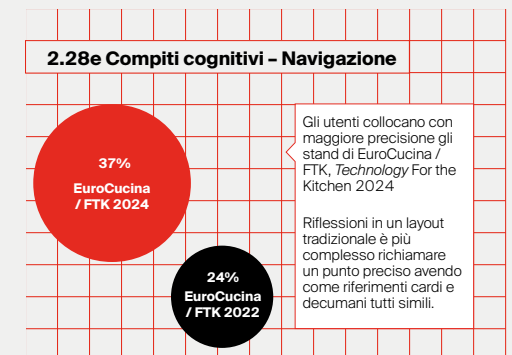 2.28e Compiti cognitivi – Navigazione
37%
EuroCucina
/ FTK 2024
24%
EuroCucina
/ FTK 2022
Gli utenti collocano con
maggiore precisione gli
stand di EuroCucina /
FTK, Technology For the
Kitchen 2024
Riflessioni in un layout
tradizionale è più
complesso richiamare
un punto preciso avendo
come riferimenti cardi e
decumani tutti simili.